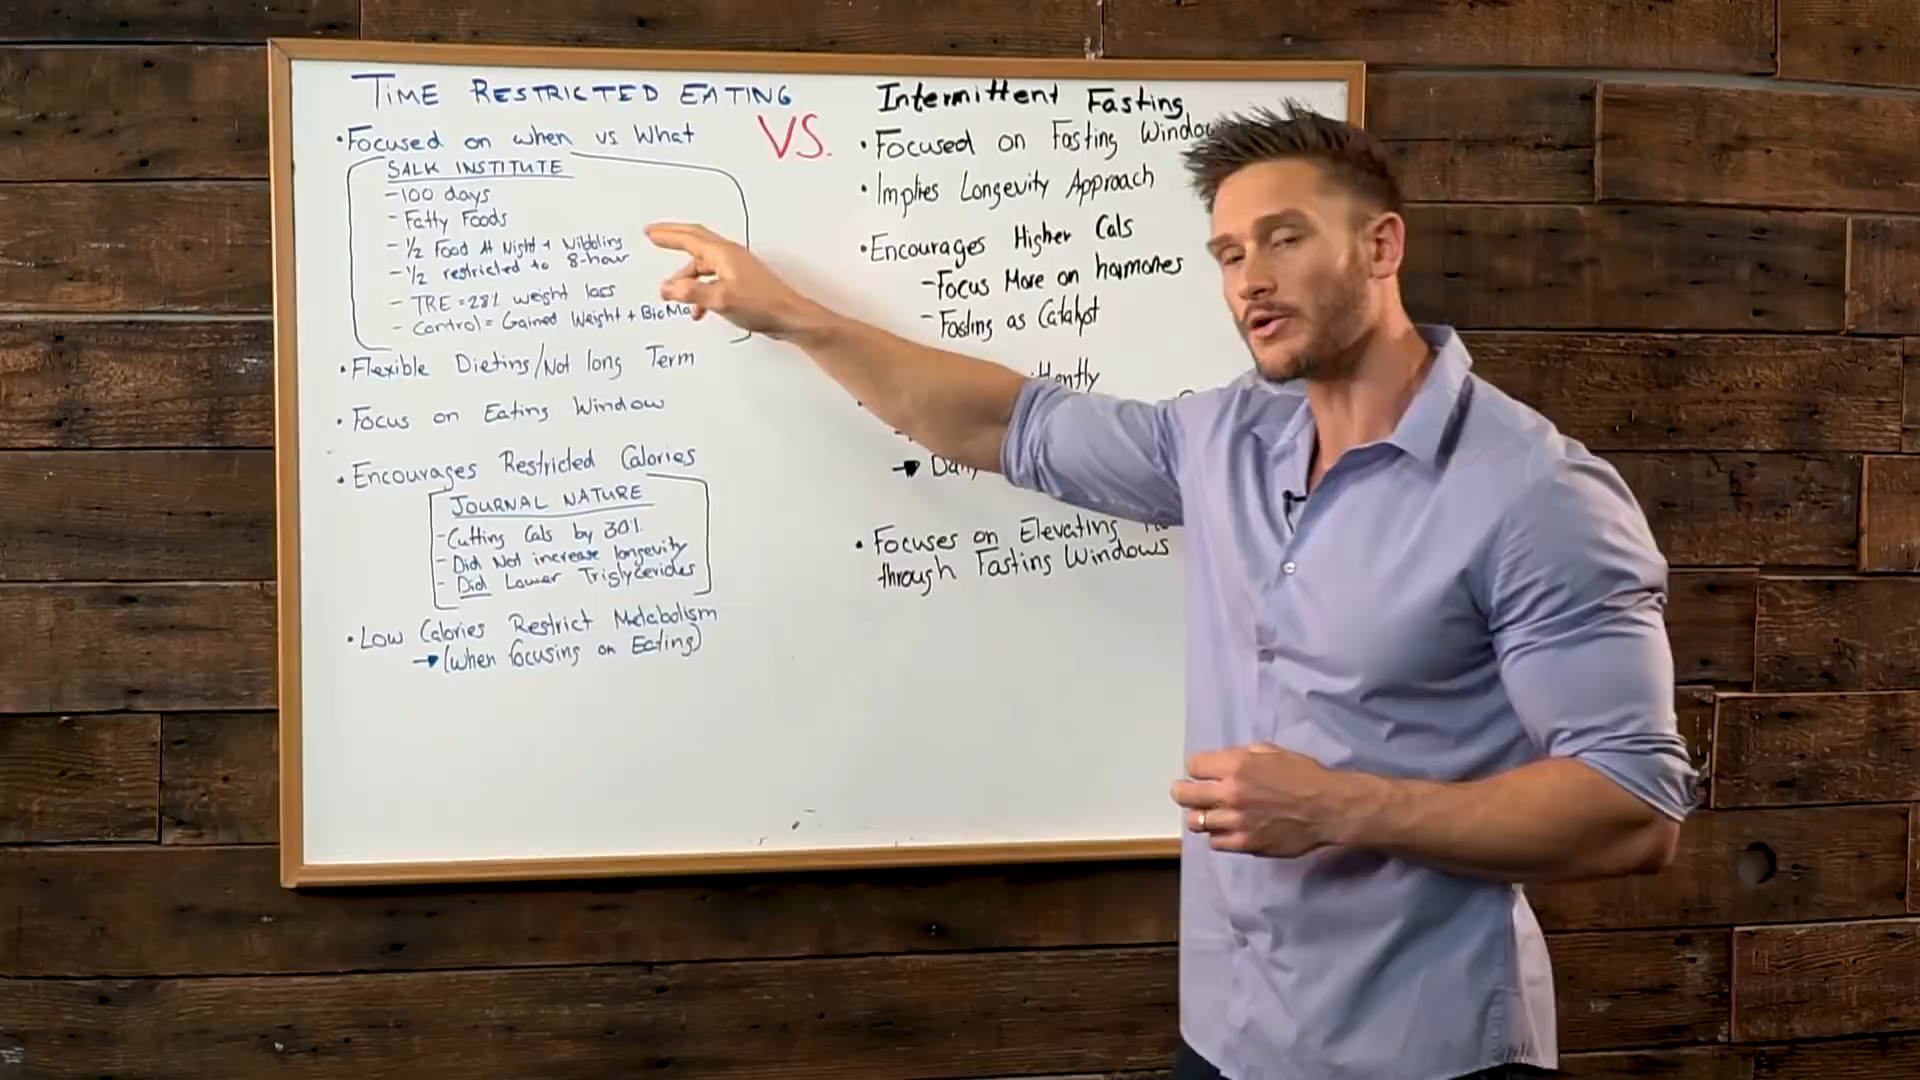 TIME RESTRICTED EATING
• Focused on when vs What
SALK INSTITUTE
- 100 days
- Fatty Foods
- 1/2 Food At Night + Nibbling
- 1/2 restricted to 8-hour
- TRE = 28% weight loss
- Control = Gained Weight + BioMa
• Flexible Dieting/Not long Term
• Focus on Eating Window
• Encourages Restricted Calories
JOURNAL NATURE
- Cutting Cals by 30%
- Did Not increase longevity
- Did Lower Triglycerides
• Low Calories Restrict Metabolism
→ (when focusing on Eating)
VS.
Intermittent Fasting
• Focused on Fasting Window
• Implies Longevity Approach
• Encourages Higher Cals
- Focus More on hormones
- Fasting as Catalyst
ittently
→ Daily
• Focuses on Elevating
through Fasting Windows